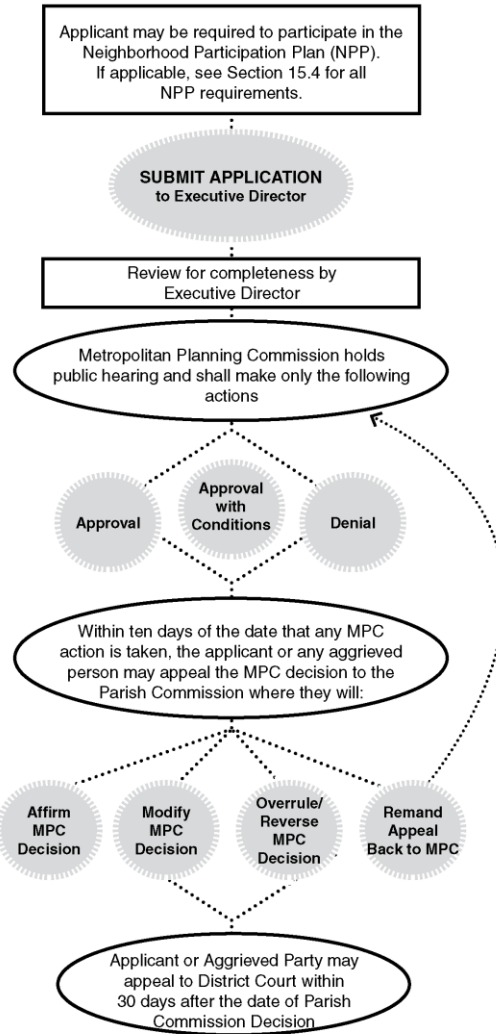 Applicant may be required to participate in the
Neighborhood Participation Plan (NPP).
If applicable, see Section 15.4 for all
NPP requirements.
SUBMIT APPLICATION
to Executive Director
Review for completeness by
Executive Director
Metropolitan Planning Commission holds
public hearing and shall make only the following
actions
Approval
Approval
with
Conditions
Denial
Within ten days of the date that any MPC
action is taken, the applicant or any aggrieved
person may appeal the MPC decision to the
Parish Commission where they will:
Affirm
MPC
Decision
Modify
MPC
Decision
Overrule/
Reverse
MPC
Decision
Remand
Appeal
Back to MPC
Applicant or Aggrieved Party may
appeal to District Court within
30 days after the date of Parish
Commission Decision